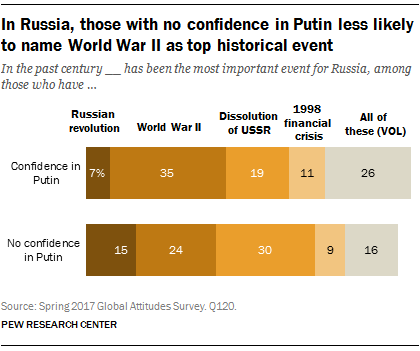 In Russia, those with no confidence in Putin less likely
to name World War II as top historical event
In the past century __ has been the most important event for Russia, among
those who have ...
Russian
revolution
World War II
Dissolution
of USSR
1998
financial
crisis
All of
these (VOL)
Confidence in
Putin
7%
35
19
11
26
No confidence
in Putin
15
24
30
9
16
Source: Spring 2017 Global Attitudes Survey. Q120.
PEW RESEARCH CENTER